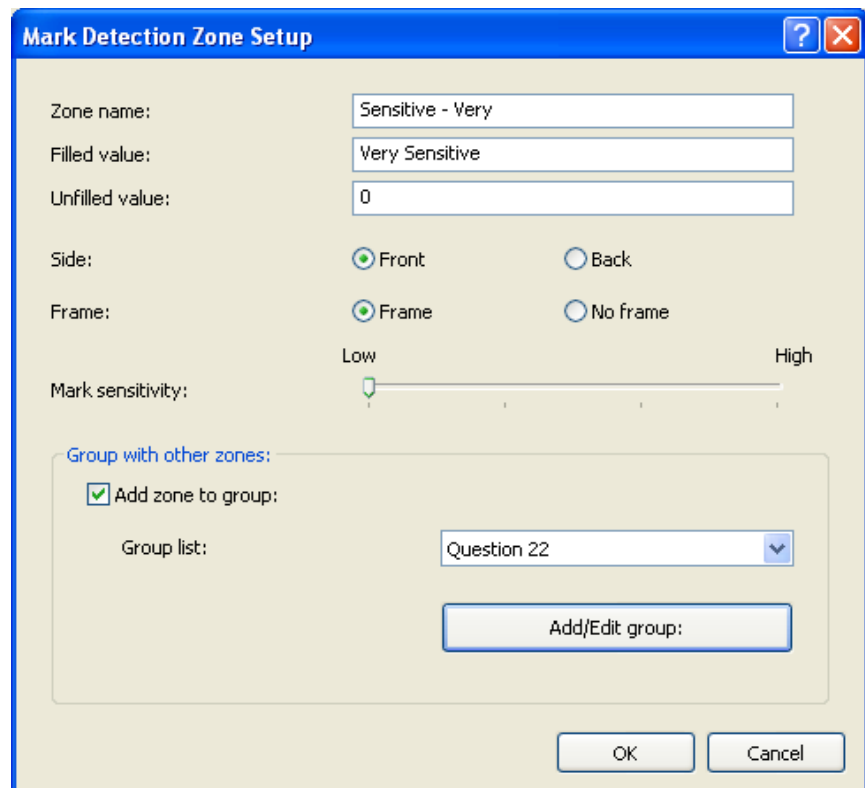 Mark Detection Zone Setup
Zone name: Sensitive - Very
Filled value: Very Sensitive
Unfilled value: 0
Side: Front Back
Frame: Frame No frame
Low High
Mark sensitivity:
Group with other zones:
Add zone to group:
Group list: Question 22
Add/Edit group:
OK Cancel